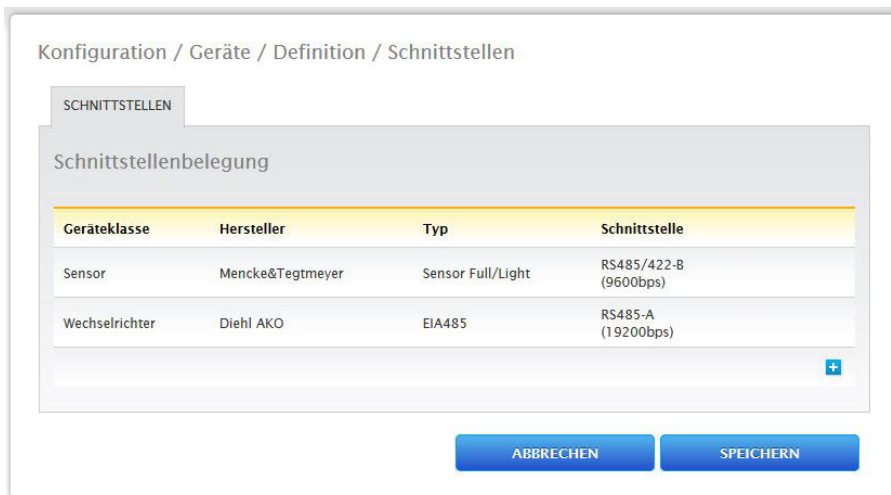 Konfiguration / Geräte / Definition / Schnittstellen
SCHNITTSTELLEN
Schnittstellenbelegung
Geräteklasse Hersteller Typ Schnittstelle
Sensor Mencke&Tegtmeyer Sensor Full/Light RS485/422-B
(9600bps)
Wechselrichter Diehl AKO EIA485 RS485-A
(19200bps)
ABBRECHEN SPEICHERN